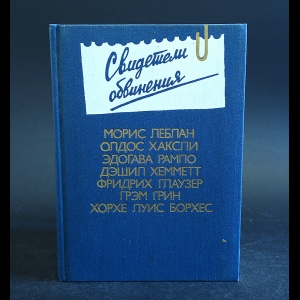 Свидетели
обвинения
МОРИС ЛЕБЛАН
ОЛДОС ХАКСЛИ
ЭДОГАВА РАМПО
ДЭШИЛ ХЕММЕТТ
ФРИДРИХ ГЛАУЗЕР
ГРЭМ ГРИН
ХОРХЕ ЛУИС БОРХЕС